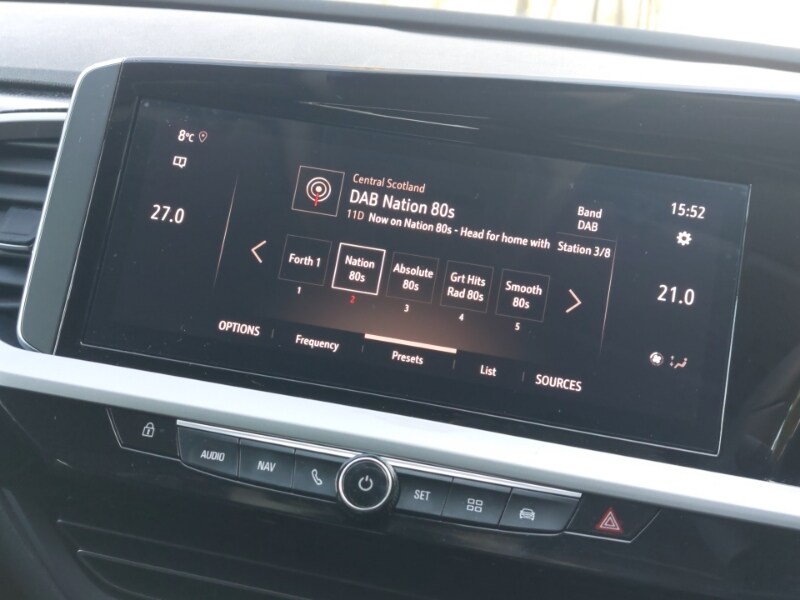 8°C
27.0
Central Scotland
DAB Nation 80s
11D Now on Nation 80s - Head for home with
Band
DAB
Station 3/8
15:52
21.0
Forth 1
1
Nation
80s
2
Absolute
80s
3
Grt Hits
Rad 80s
4
Smooth
80s
5
OPTIONS
Frequency
Presets
List
SOURCES
AUDIO
NAV
SET